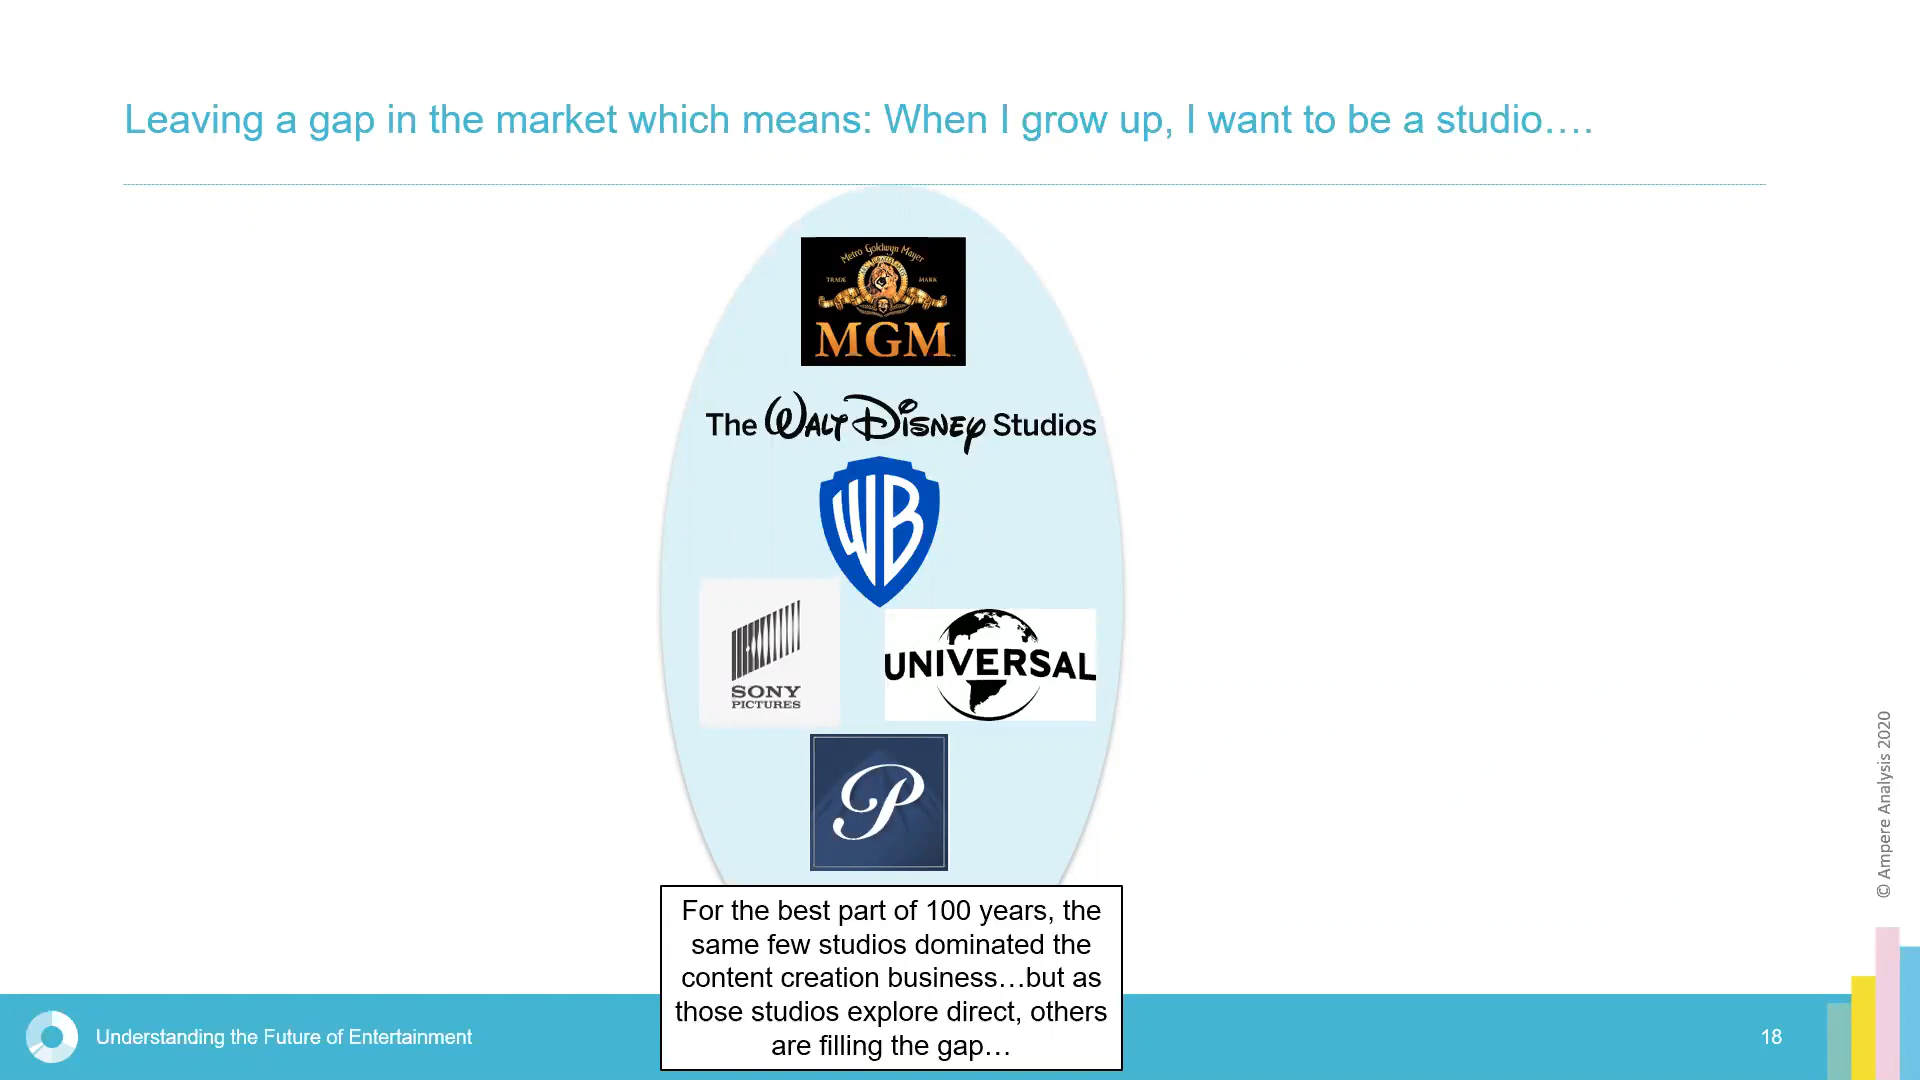 Leaving a gap in the market which means: When I grow up, I want to be a studio….
Metro Goldwyn Mayer
TRADE MARK
MGM
The WALT DISNEY Studios
WB
SONY
PICTURES
UNIVERSAL
P
For the best part of 100 years, the
same few studios dominated the
content creation business…but as
those studios explore direct, others
are filling the gap…
© Ampere Analysis 2020
Understanding the Future of Entertainment
18